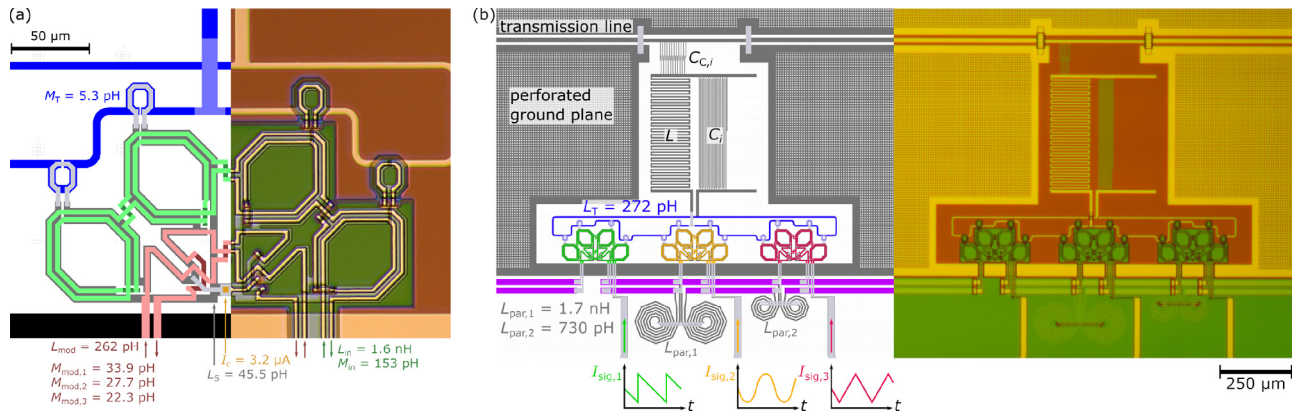 (a)
50 µm
M_T = 5.3 pH
L_mod = 262 pH
M_mod,1 = 33.9 pH
M_mod,2 = 27.7 pH
M_mod,3 = 22.3 pH
I_c = 3.2 µA
L_S = 45.5 pH
L_in = 1.6 nH
M_in = 153 pH
(b)
transmission line
C_C,i
perforated
ground plane
L
C_i
L_T = 272 pH
L_par,1 = 1.7 nH
L_par,2 = 730 pH
L_par,1
L_par,2
I_sig,1
t
I_sig,2
t
I_sig,3
t
250 µm